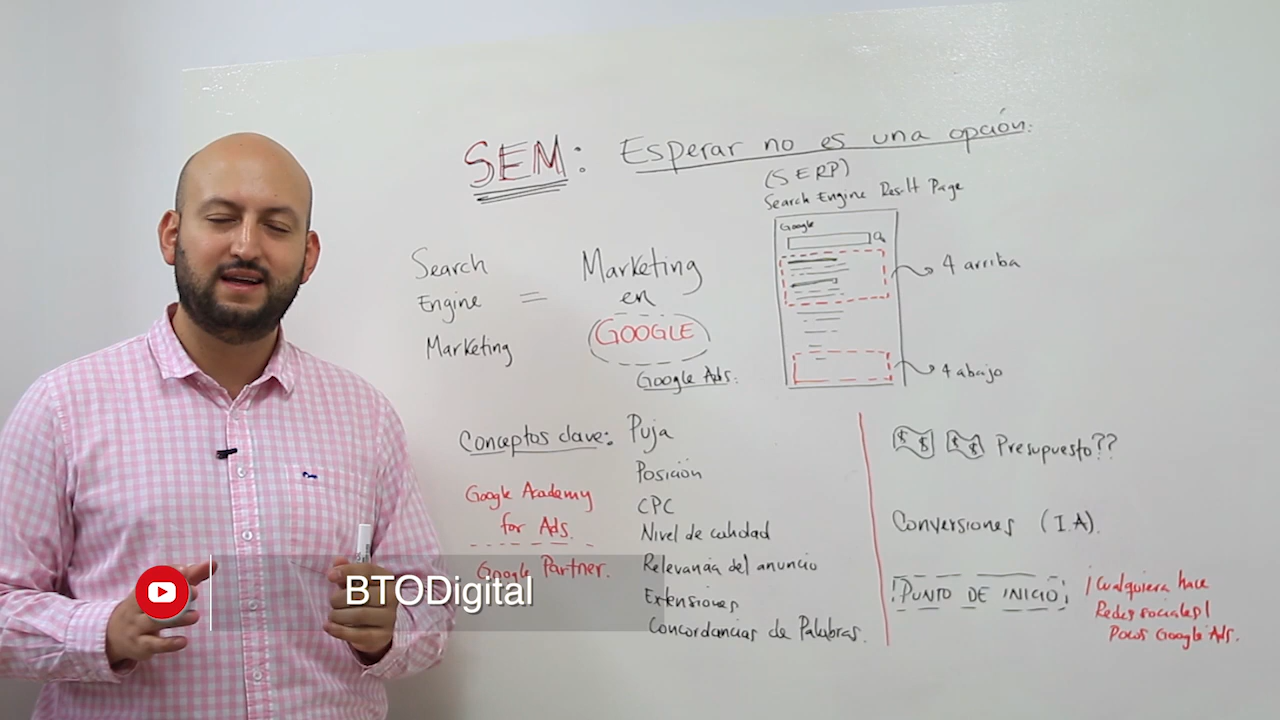 SEM: Esperar no es una opción.
(SERP)
Search Engine Result Page
Google
4 arriba
4 abajo
Search
Engine
Marketing
=
Marketing
en
GOOGLE
Google Ads.
Conceptos clave:
Puja
Posición
CPC
Nivel de calidad
Relevancia del anuncio
Extensiones
Concordancias de Palabras.
Google Academy
for Ads.
Google Partner.
$ $ $ $ Presupuesto??
Conversiones (I.A).
¡PUNTO DE INICIO!
¡Cualquiera hace
Redes sociales!
Pocos Google Ads.
BTODigital